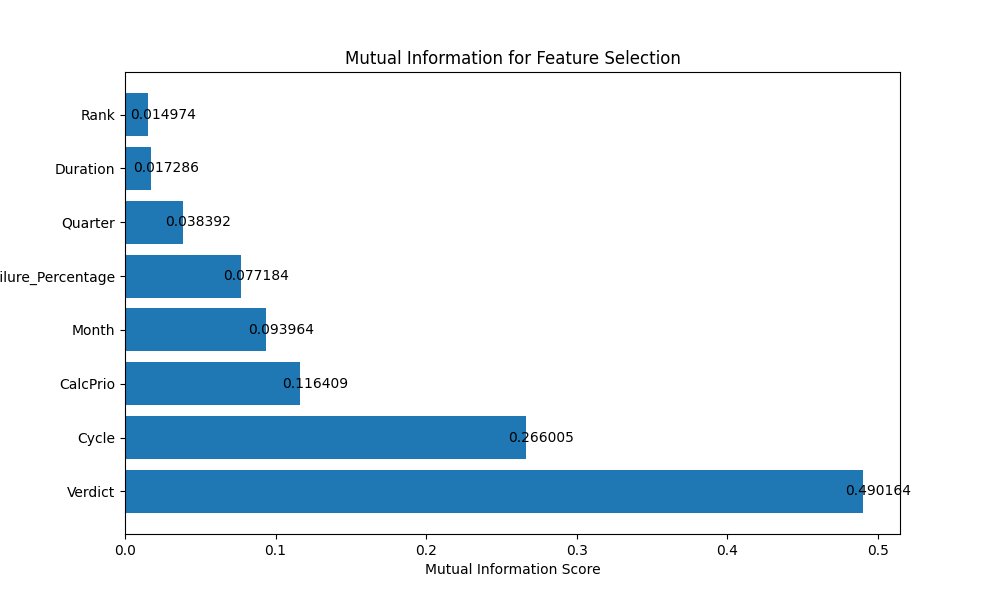 Mutual Information for Feature Selection
Rank
0.014974
Duration
0.017286
Quarter
0.038392
ilure_Percentage
0.077184
Month
0.093964
CalcPrio
0.116409
Cycle
0.266005
Verdict
0.490164
0.0 0.1 0.2 0.3 0.4 0.5
Mutual Information Score